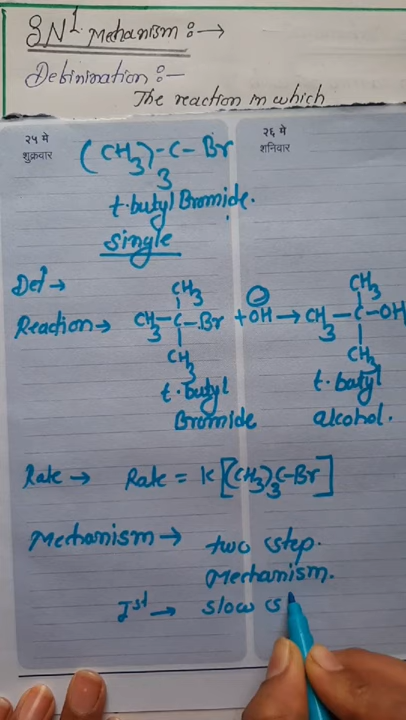 SN¹ Mechanism :→
Defination :-
The reaction in which
२५ मे
शुक्रवार
२६ मे
शनिवार
(CH₃)₃-C-Br
t.butyl Bromide.
Single
Def →
CH₃ CH₃
Reaction → CH₃-C-Br + ⊖OH → CH₃-C-OH
CH₃ CH₃
t.butyl t.butyl
Bromide alcohol.
Rate → Rate = K[(CH₃)₃C-Br]
Mechanism → two step.
Mechanism.
Ist → slow s